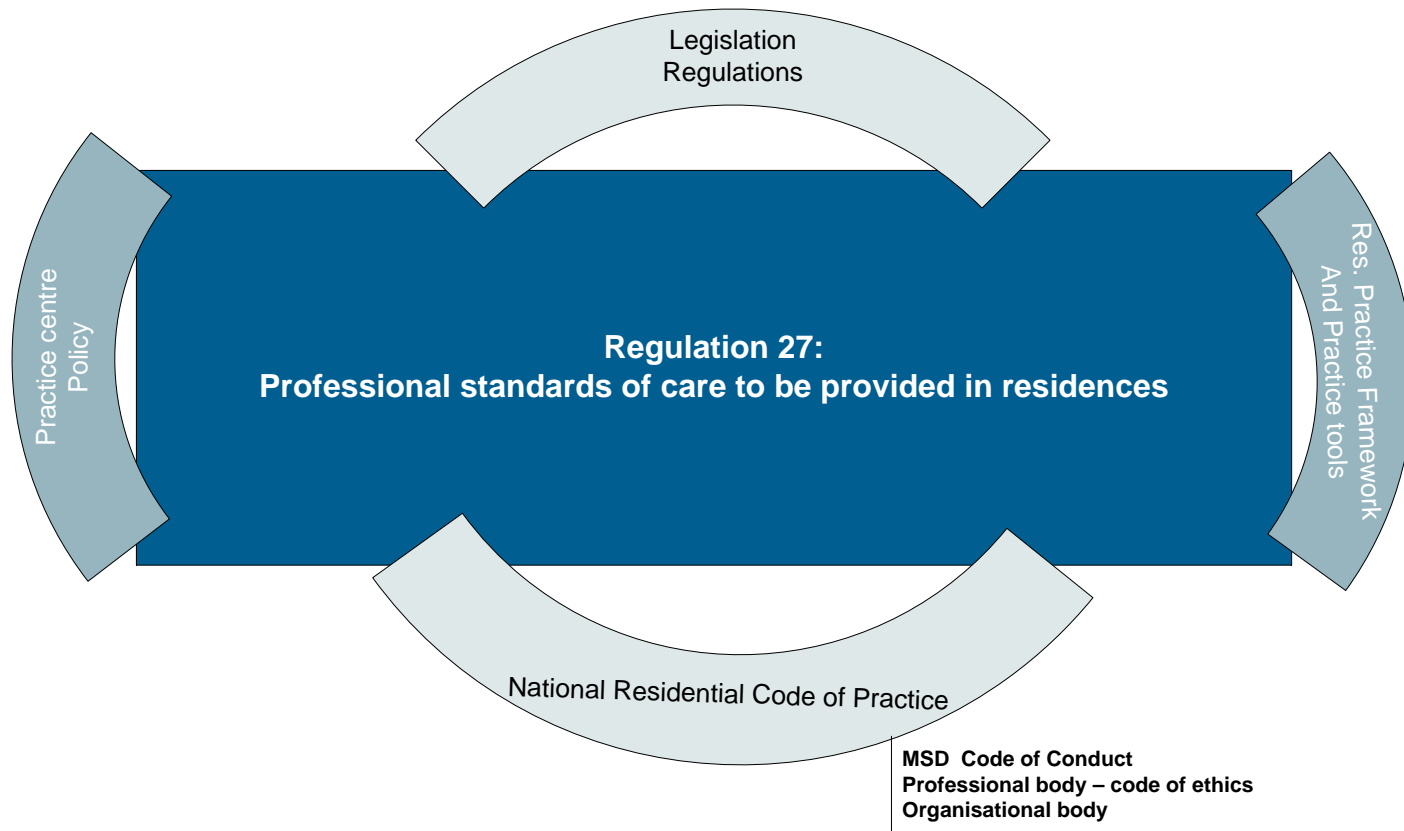 Legislation
Regulations
Practice centre
Policy
Regulation 27:
Professional standards of care to be provided in residences
Res. Practice Framework
And Practice tools
National Residential Code of Practice
MSD  Code of Conduct
Professional body – code of ethics
Organisational body